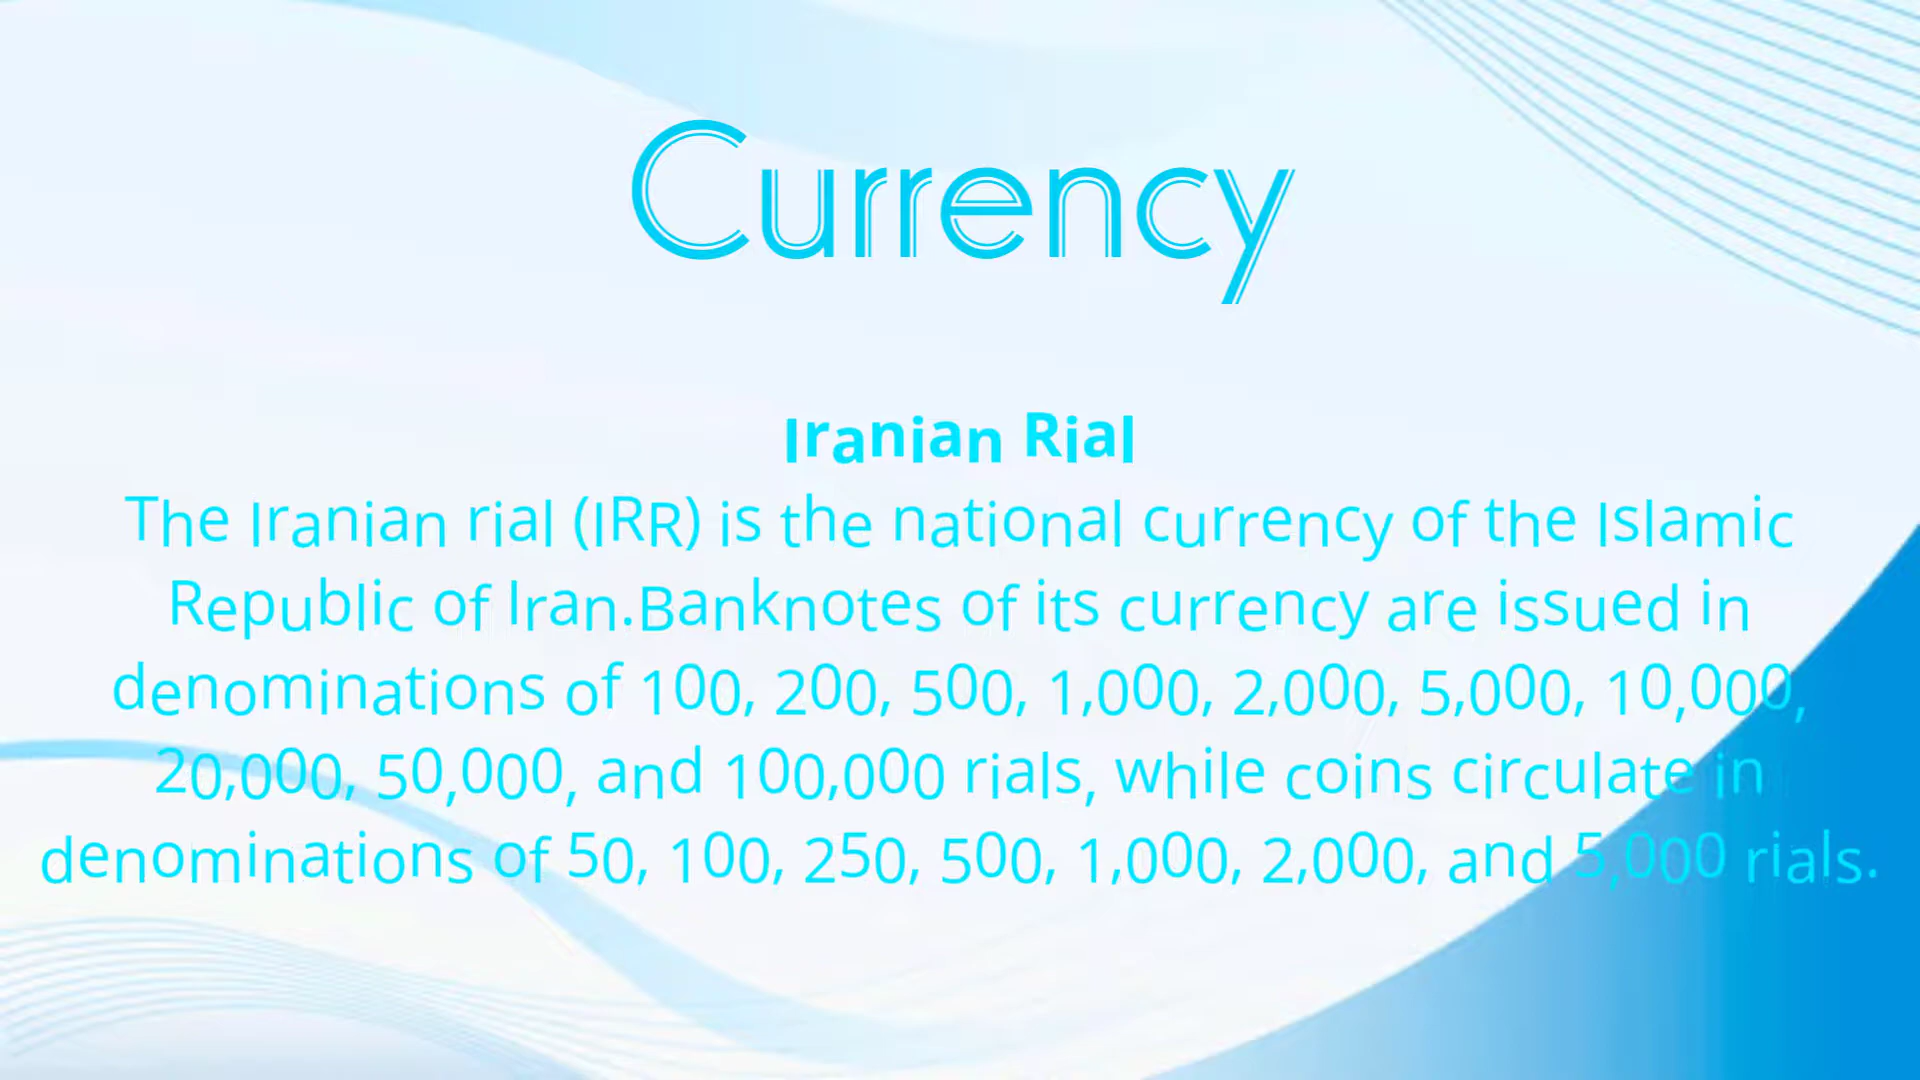 Currency
Iranian Rial
The Iranian rial (IRR) is the national currency of the Islamic
Republic of Iran.Banknotes of its currency are issued in
denominations of 100, 200, 500, 1,000, 2,000, 5,000, 10,000,
20,000, 50,000, and 100,000 rials, while coins circulate in
denominations of 50, 100, 250, 500, 1,000, 2,000, and 5,000 rials.